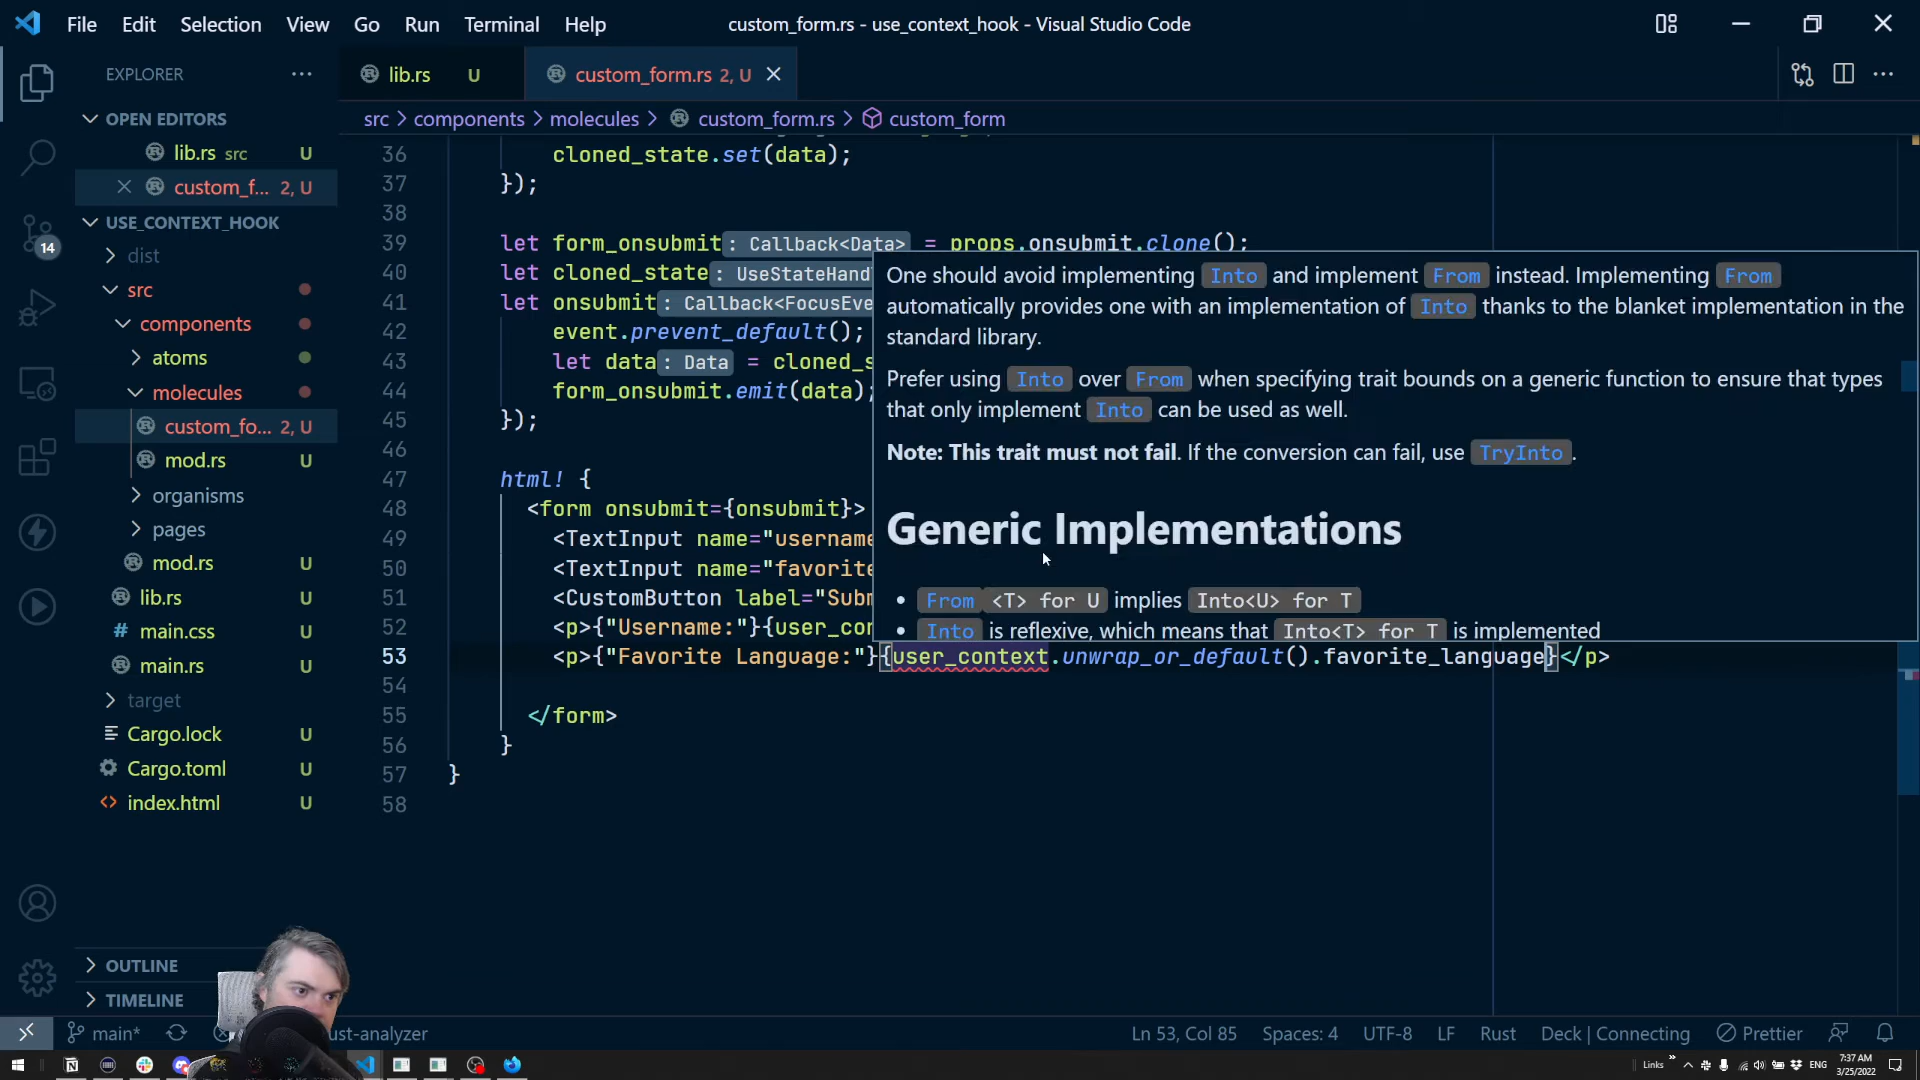 File Edit Selection View Go Run Terminal Help
custom_form.rs - use_context_hook - Visual Studio Code
EXPLORER
lib.rs U
custom_form.rs 2, U
OPEN EDITORS
src > components > molecules > custom_form.rs > custom_form
lib.rs src U
custom_f... 2, U
USE_CONTEXT_HOOK
14
dist
src
components
atoms
molecules
custom_fo... 2, U
mod.rs U
organisms
pages
mod.rs U
lib.rs U
main.css U
main.rs U
target
Cargo.lock U
Cargo.toml U
index.html U
OUTLINE
TIMELINE
36 cloned_state.set(data);
37 });
38
39 let form_onsubmit: Callback<Data> = props.onsubmit.clone();
40 let cloned_state: UseStateHand
41 let onsubmit: Callback<FocusEve
42 event.prevent_default();
43 let data: Data = cloned_s
44 form_onsubmit.emit(data);
45 });
46
47 html! {
48 <form onsubmit={onsubmit}>
49 <TextInput name="username
50 <TextInput name="favorite
51 <CustomButton label="Subm
52 <p>{"Username:"}{user_con
53 <p>{"Favorite Language:"}{user_context.unwrap_or_default().favorite_language}</p>
54
55 </form>
56 }
57 }
58
One should avoid implementing Into and implement From instead. Implementing From
automatically provides one with an implementation of Into thanks to the blanket implementation in the
standard library.
Prefer using Into over From when specifying trait bounds on a generic function to ensure that types
that only implement Into can be used as well.
Note: This trait must not fail. If the conversion can fail, use TryInto.
Generic Implementations
• From <T> for U implies Into<U> for T
• Into is reflexive, which means that Into<T> for T is implemented
main*
ust-analyzer
Ln 53, Col 85 Spaces: 4 UTF-8 LF Rust Deck | Connecting Prettier
Links
ENG
7:37 AM
3/25/2022